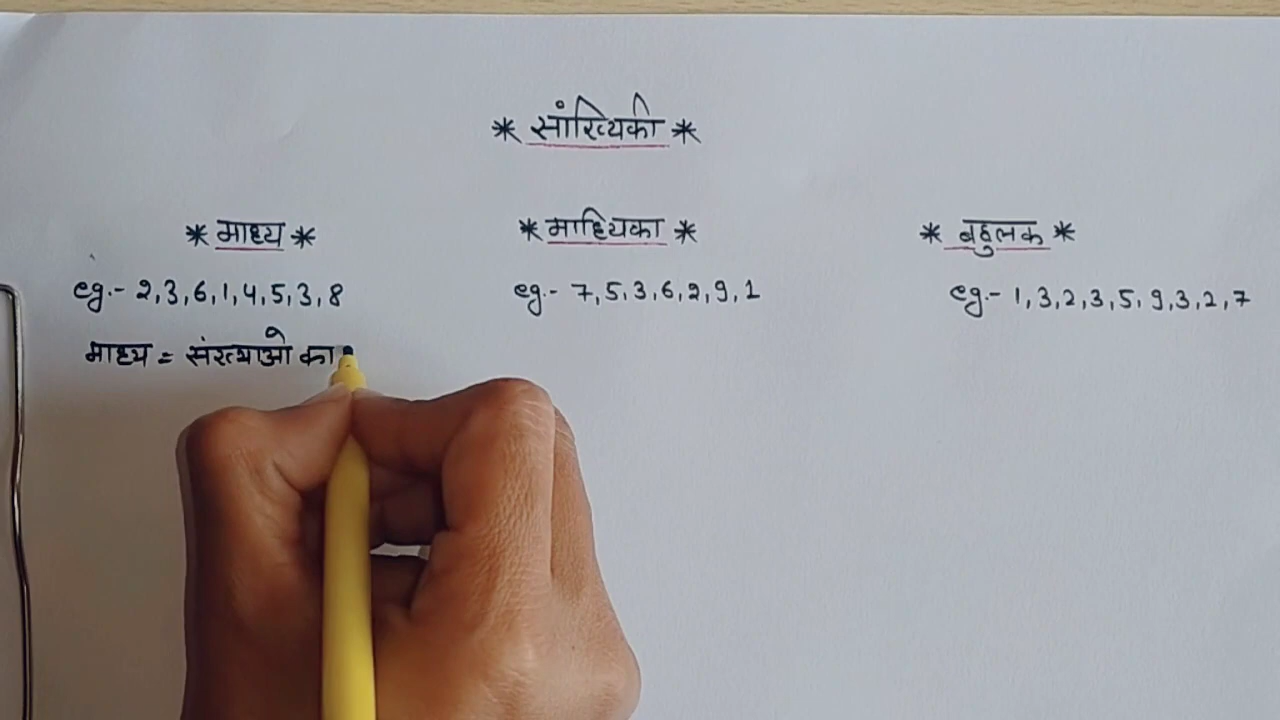 * सांख्यिकी *
* माध्य *
eg.- 2,3,6,1,4,5,3,8
माध्य = संख्याओ का
* माध्यिका *
eg.- 7,5,3,6,2,9,1
* बहुलक *
eg.- 1,3,2,3,5,9,3,2,7